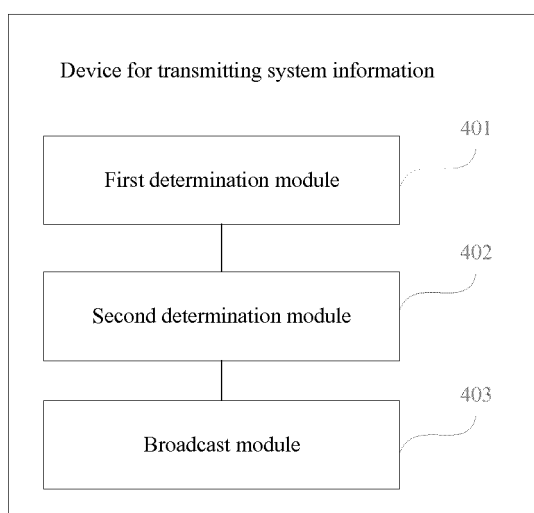 Device for transmitting system information
401
First determination module
402
Second determination module
403
Broadcast module